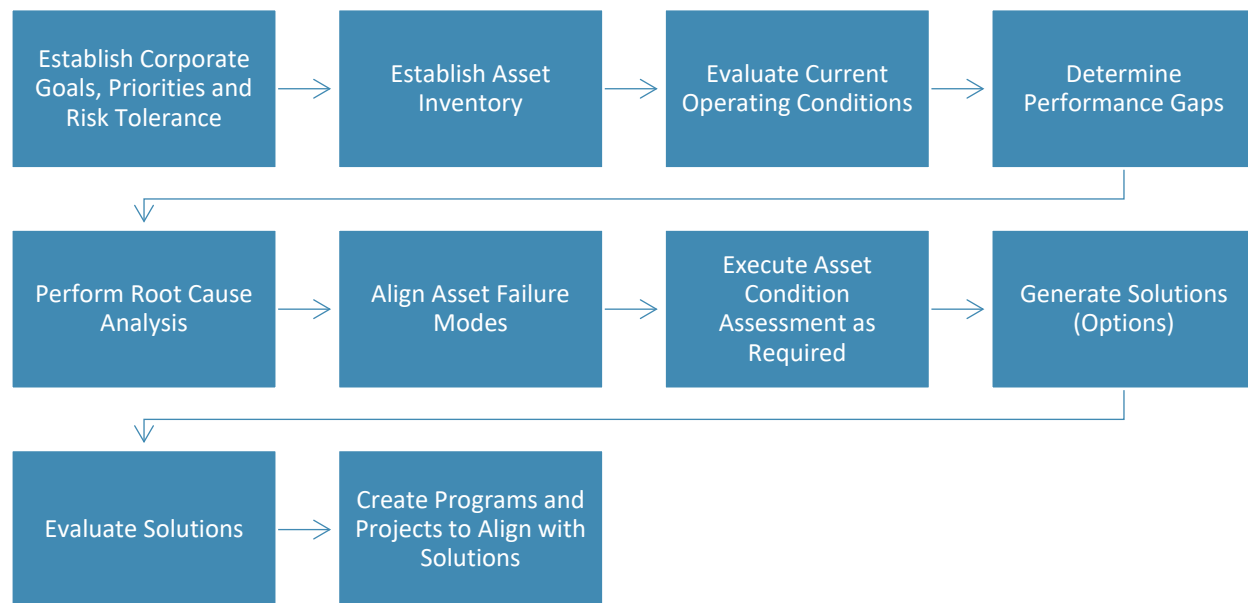 Establish Corporate
Goals, Priorities and
Risk Tolerance
Establish Asset
Inventory
Evaluate Current
Operating Conditions
Determine
Performance Gaps
Perform Root Cause
Analysis
Align Asset Failure
Modes
Execute Asset
Condition
Assessment as
Required
Generate Solutions
(Options)
Evaluate Solutions
Create Programs and
Projects to Align with
Solutions